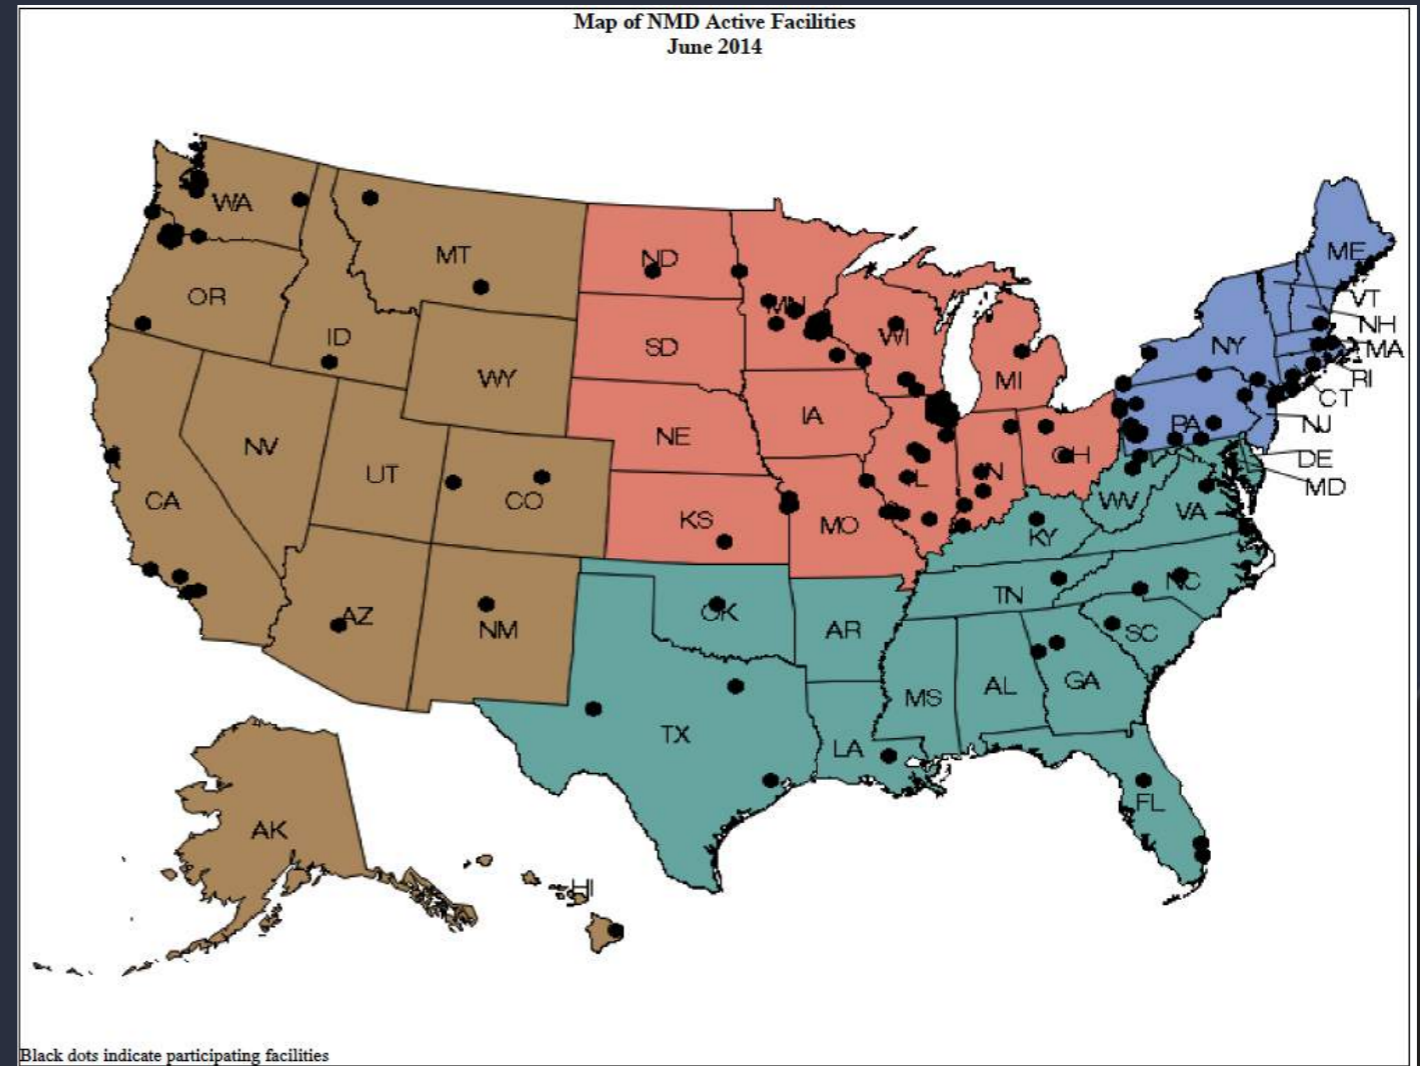 Map of NMD Active Facilities
June 2014
WA
MT
ND
ME
OR
MN
VT
ID
SD
WI
NY
NH
WY
MI
MA
RI
IA
CT
NV
NE
PA
NJ
UT
OH
CA
CO
IL
IN
DE
KS
MO
WV
MD
VA
KY
AZ
NM
OK
AR
TN
NC
SC
MS
AL
GA
TX
LA
FL
AK
HI
Black dots indicate participating facilities